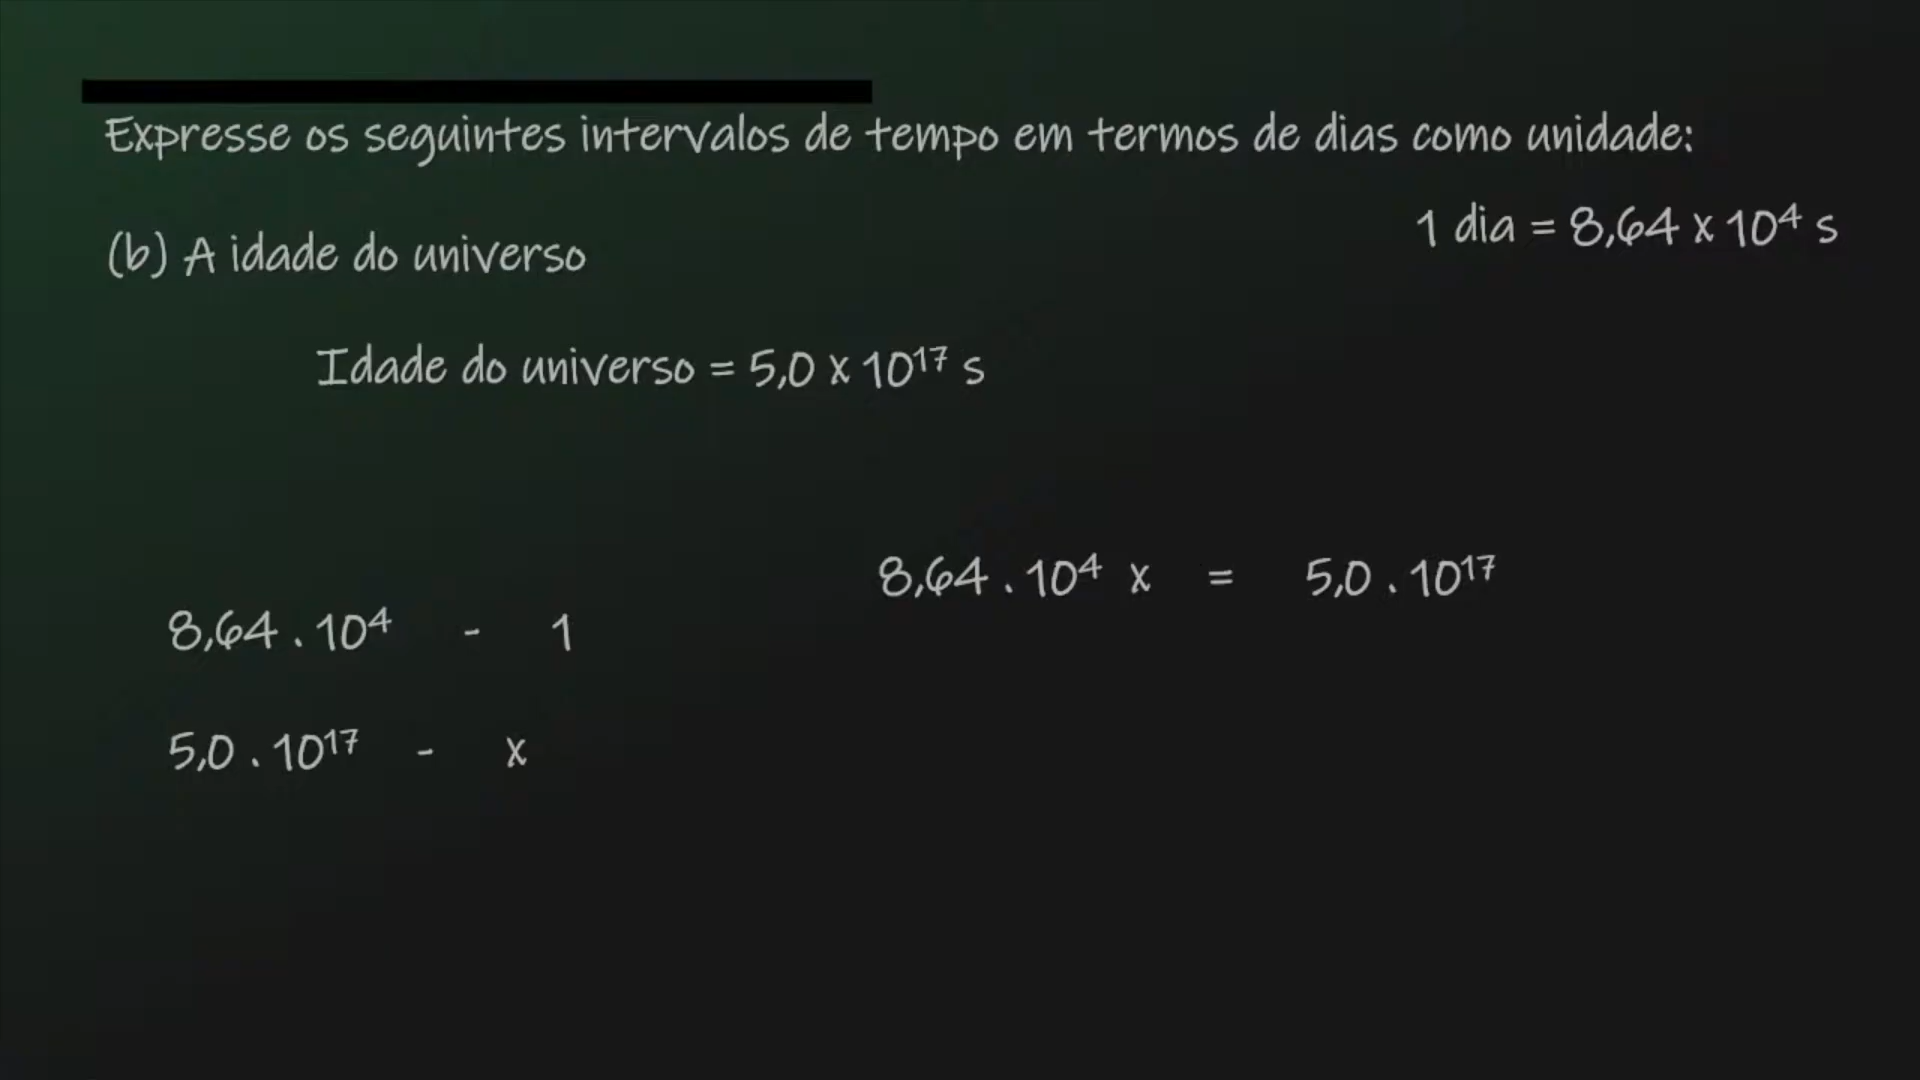 Expresse os seguintes intervalos de tempo em termos de dias como unidade:
1 dia = 8,64 x 10⁴ s
(b) A idade do universo
Idade do universo = 5,0 x 10¹⁷ s
8,64 . 10⁴ x = 5,0 . 10¹⁷
8,64 . 10⁴ - 1
5,0 . 10¹⁷ - x